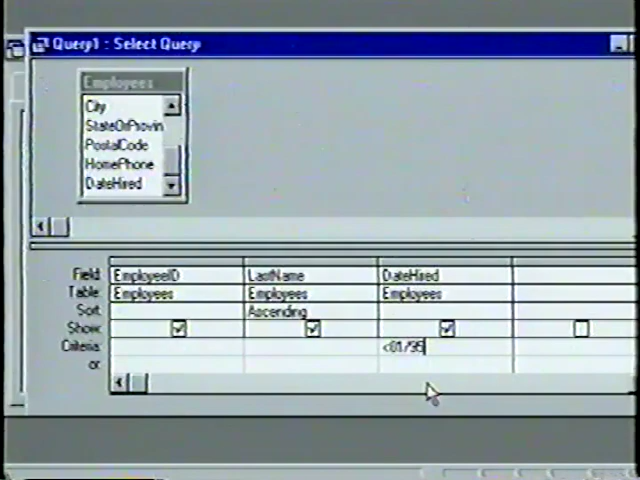 Query1 : Select Query
Employees
City
StateOrProvin
PostalCode
HomePhone
DateHired
Field: EmployeeID LastName DateHired
Table: Employees Employees Employees
Sort: Ascending
Show:
Criteria: <01/95
or: